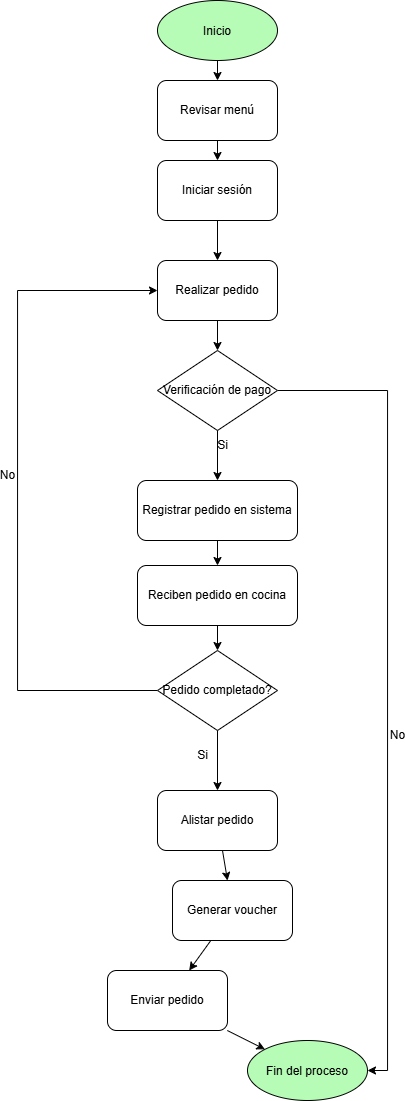 Inicio
Revisar menú
Iniciar sesión
Realizar pedido
Verificación de pago
Si
No
Registrar pedido en sistema
Reciben pedido en cocina
Pedido completado?
No
Si
Alistar pedido
Generar voucher
Enviar pedido
Fin del proceso